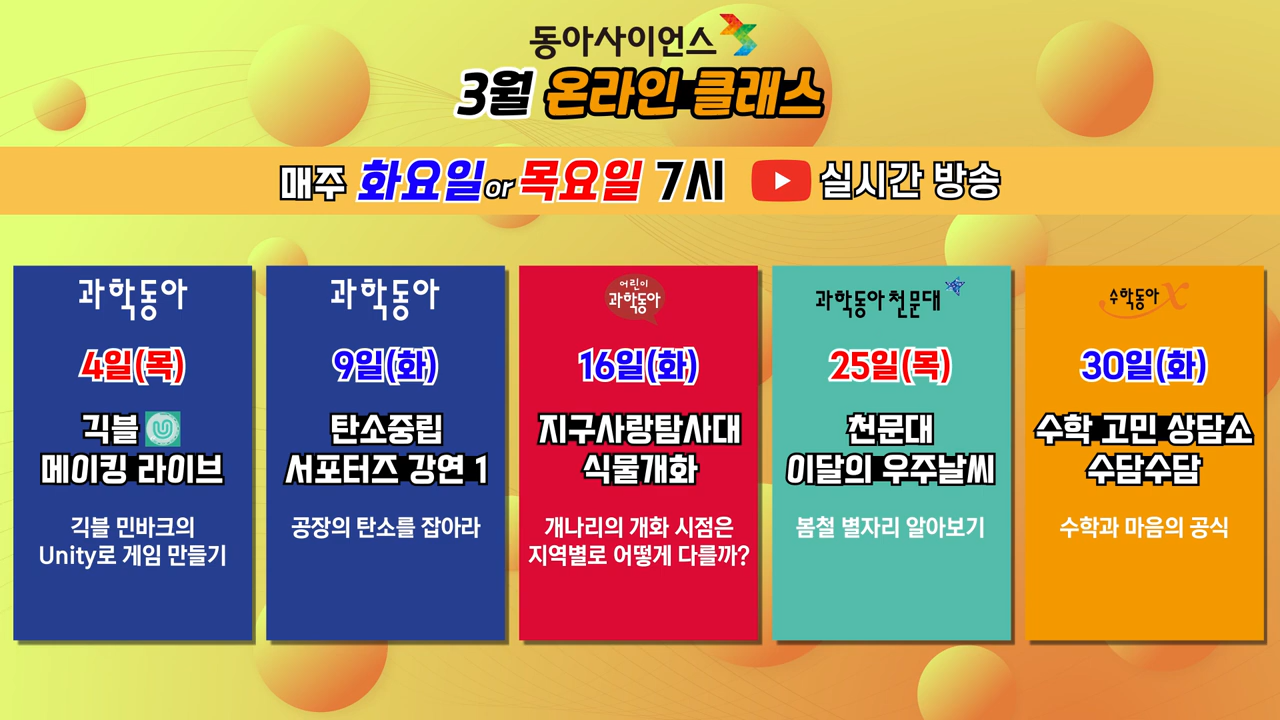 동아사이언스
3월 온라인 클래스
매주 화요일or목요일 7시 실시간 방송
과학동아
4일(목)
긱블
메이킹 라이브
긱블 민바크의
Unity로 게임 만들기
과학동아
9일(화)
탄소중립
서포터즈 강연 1
공장의 탄소를 잡아라
어린이
과학동아
16일(화)
지구사랑탐사대
식물개화
개나리의 개화 시점은
지역별로 어떻게 다를까?
과학동아 천문대
25일(목)
천문대
이달의 우주날씨
봄철 별자리 알아보기
수학동아 X
30일(화)
수학 고민 상담소
수담수담
수학과 마음의 공식